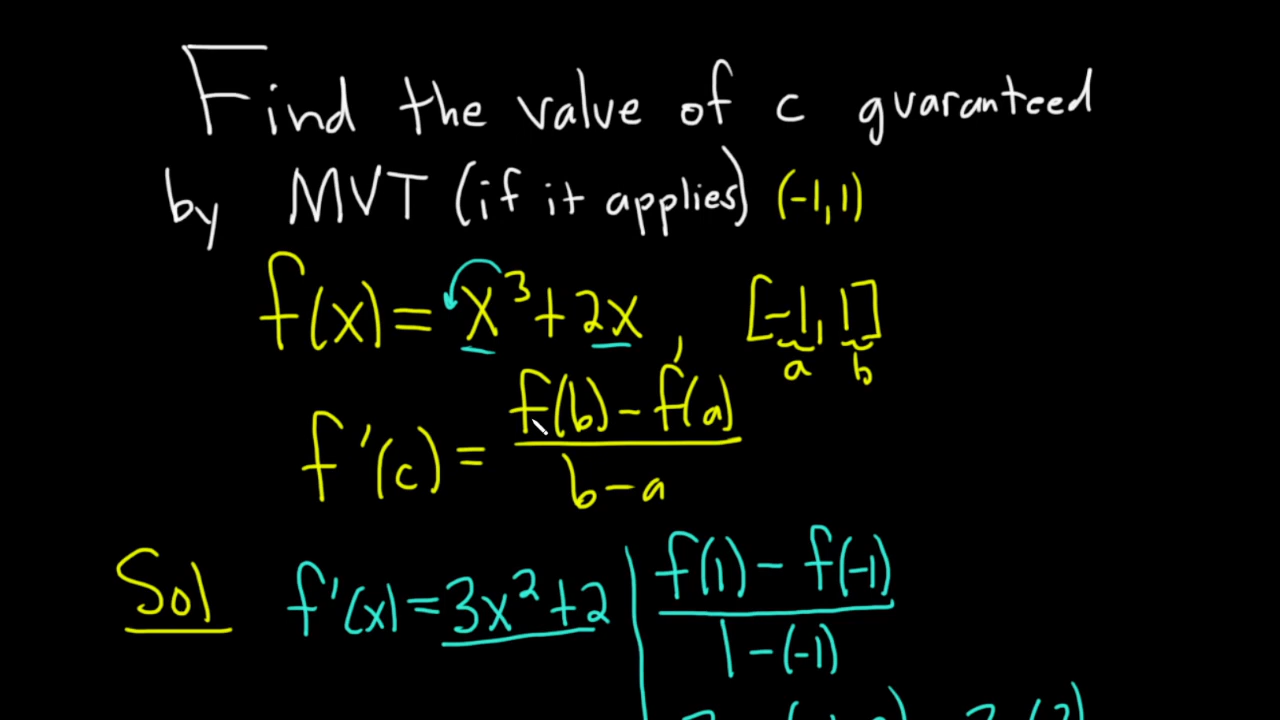 Find the value of c guaranteed
by MVT (if it applies) (-1, 1)
f(x) = x³ + 2x, [-1, 1]
a b
f'(c) = f(b) - f(a)
b - a
Sol f'(x) = 3x² + 2 f(1) - f(-1)
1 - (-1)